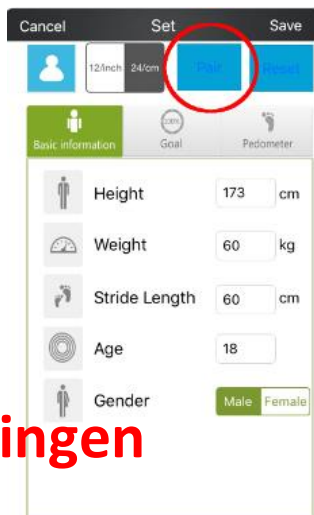 Cancel Set Save
12/inch 24/cm Pair Reset
Basic information Goal Pedometer
Height 173 cm
Weight 60 kg
Stride Length 60 cm
Age 18
Gender Male Female
ingen